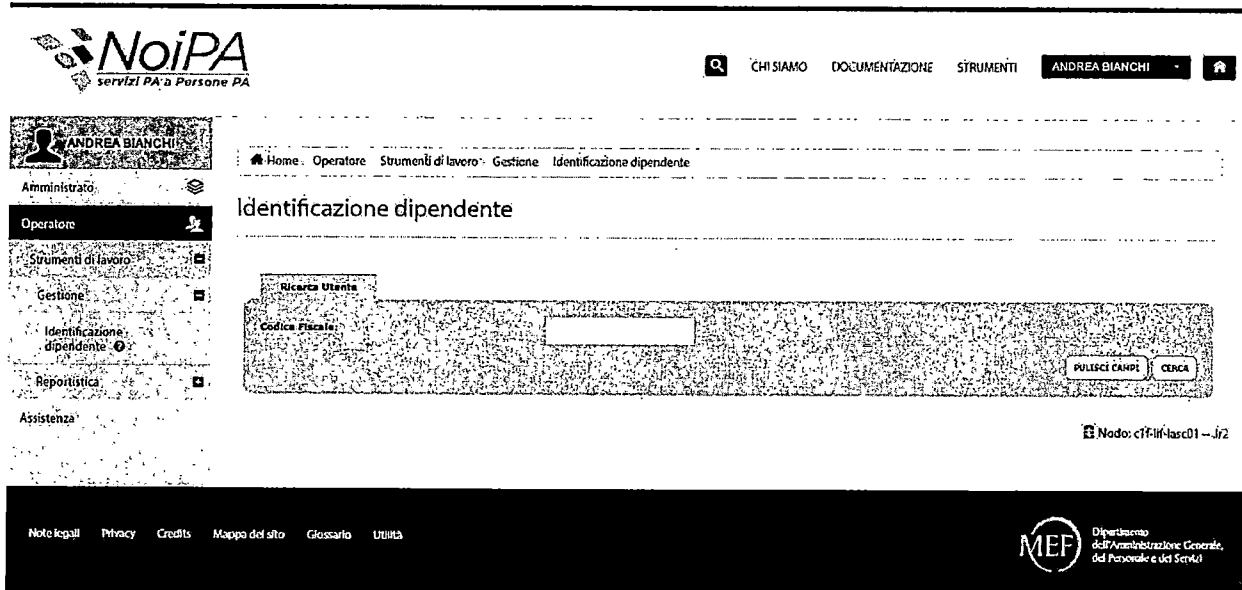 NoiPA
servizi PA a Persone PA
CHI SIAMO DOCUMENTAZIONE STRUMENTI ANDREA BIANCHI
ANDREA BIANCHI
Amministrato
Operatore
Strumenti di lavoro
Gestione
Identificazione
dipendente
Reportistica
Assistenza
Home Operatore Strumenti di lavoro Gestione Identificazione dipendente
Identificazione dipendente
Ricerca Utente
Codice Fiscale:
PULISCI CAMPI CERCA
Nodo:
Note legali Privacy Credits Mappa del sito Glossario Utilità
MEF
Dipartimento
dell'Amministrazione Generale,
del Personale e dei Servizi